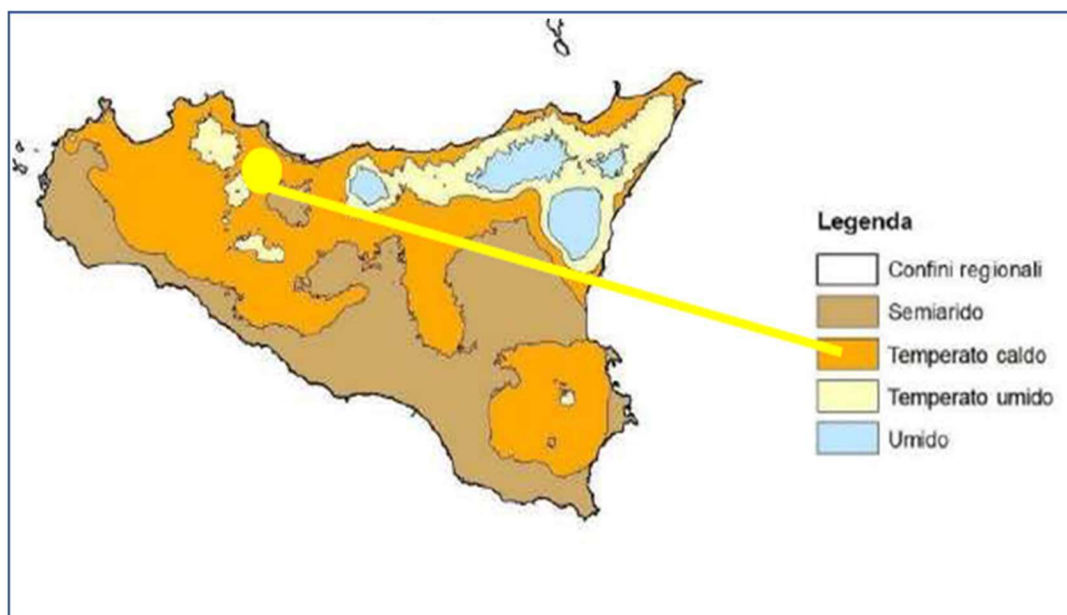 Legenda
Confini regionali
Semiarido
Temperato caldo
Temperato umido
Umido